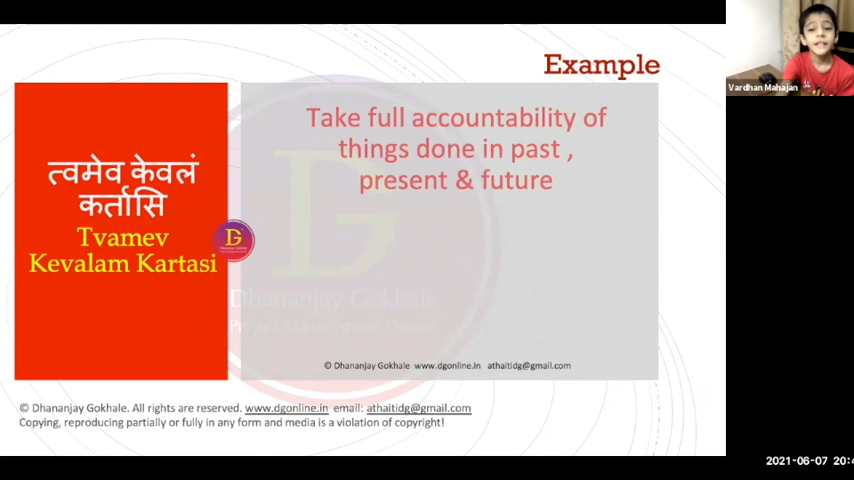 Example
Vardhan Mahajan
त्वमेव केवलं
कर्तासि
Tvamev
Kevalam Kartasi
Take full accountability of
things done in past ,
present & future
DG
Dhananjay Gokhale
© Dhananjay Gokhale www.dgonline.in athaitidg@gmail.com
© Dhananjay Gokhale. All rights are reserved. www.dgonline.in email: athaitidg@gmail.com
Copying, reproducing partially or fully in any form and media is a violation of copyright!
2021-06-07 20:4